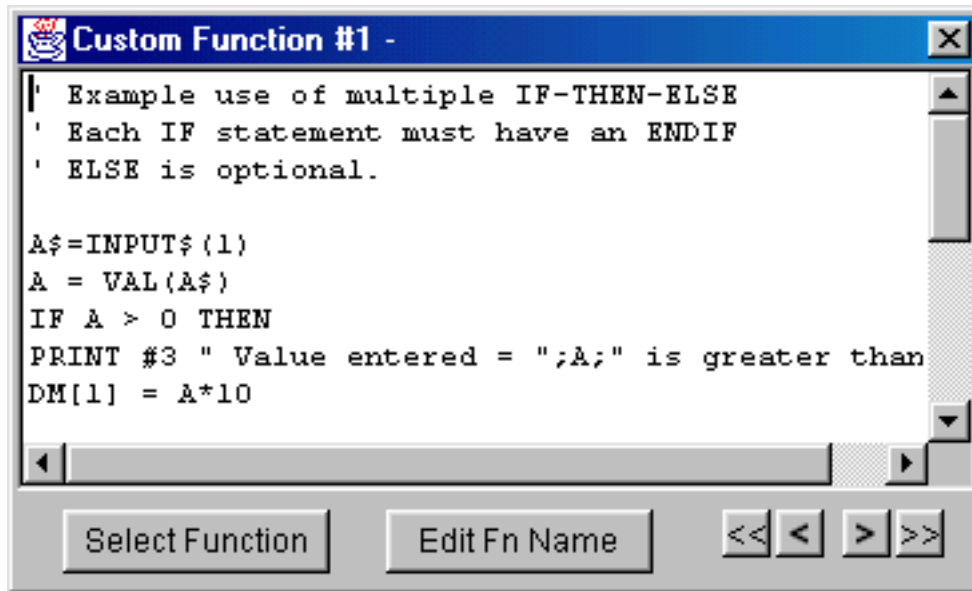 Custom Function #1 -
' Example use of multiple IF-THEN-ELSE
' Each IF statement must have an ENDIF
' ELSE is optional.
A$=INPUT$(1)
A = VAL(A$)
IF A > 0 THEN
PRINT #3 " Value entered = ";A;" is greater than
DM[1] = A*10
Select Function
Edit Fn Name
<< < > >>